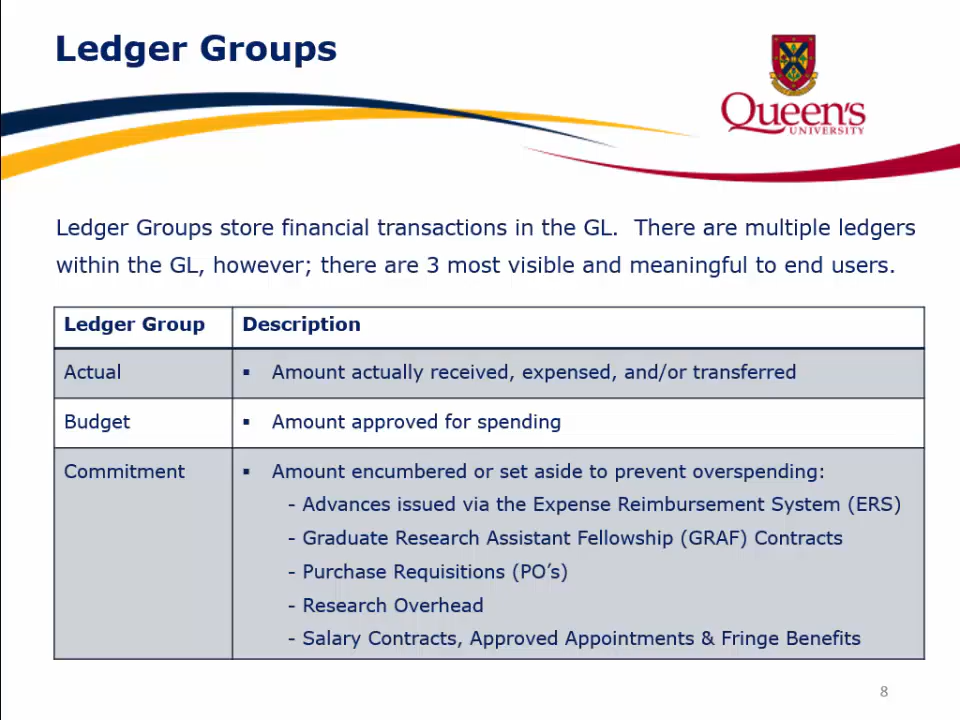 Ledger Groups
Queen's
UNIVERSITY
Ledger Groups store financial transactions in the GL.  There are multiple ledgers
within the GL, however; there are 3 most visible and meaningful to end users.
Ledger Group
Description
Actual
▪ Amount actually received, expensed, and/or transferred
Budget
▪ Amount approved for spending
Commitment
▪ Amount encumbered or set aside to prevent overspending:
- Advances issued via the Expense Reimbursement System (ERS)
- Graduate Research Assistant Fellowship (GRAF) Contracts
- Purchase Requisitions (PO’s)
- Research Overhead
- Salary Contracts, Approved Appointments & Fringe Benefits
8